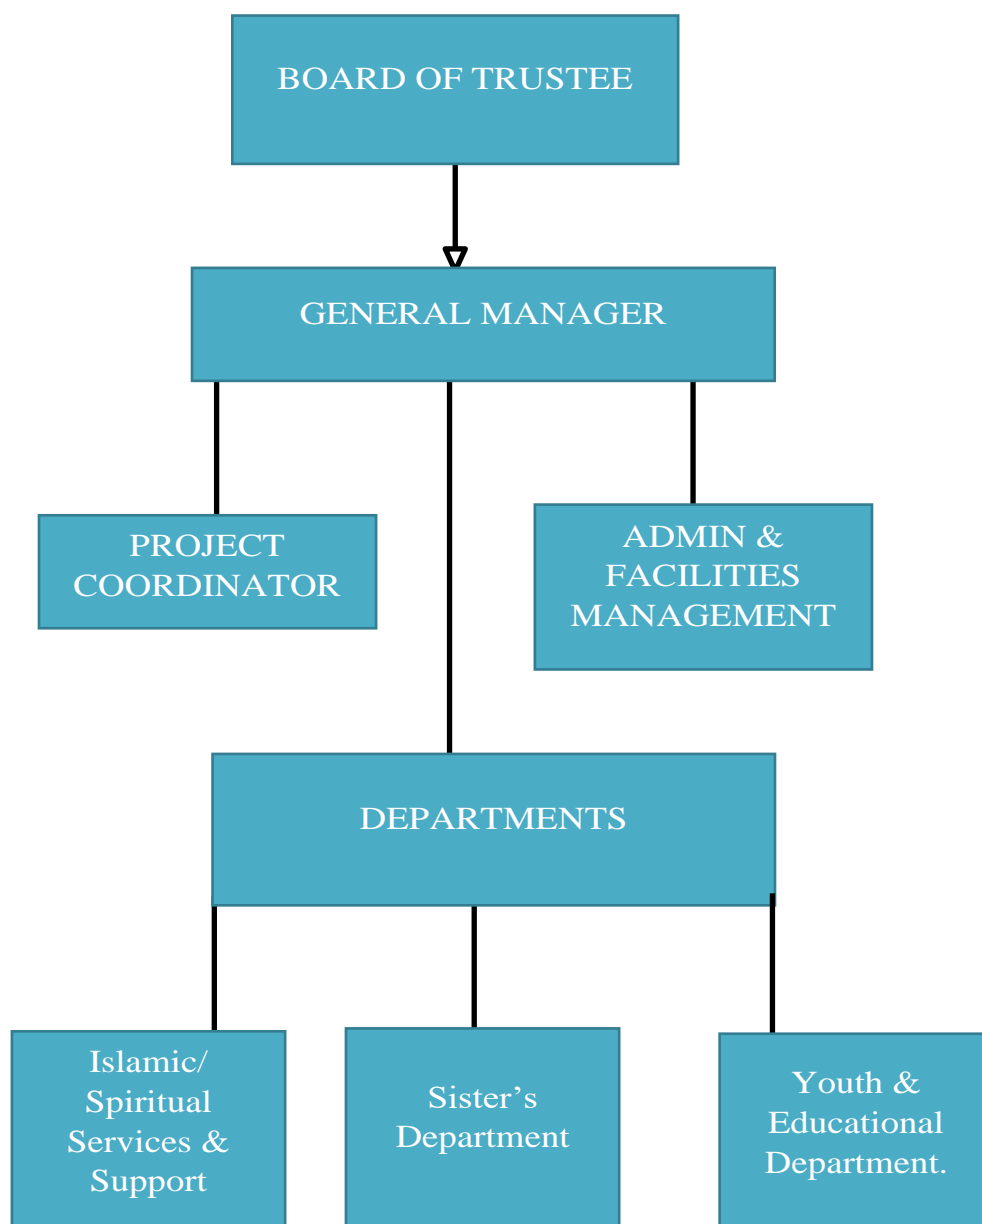 BOARD OF TRUSTEE
GENERAL MANAGER
PROJECT
COORDINATOR
ADMIN &
FACILITIES
MANAGEMENT
DEPARTMENTS
Islamic/
Spiritual
Services &
Support
Sister’s
Department
Youth &
Educational
Department.